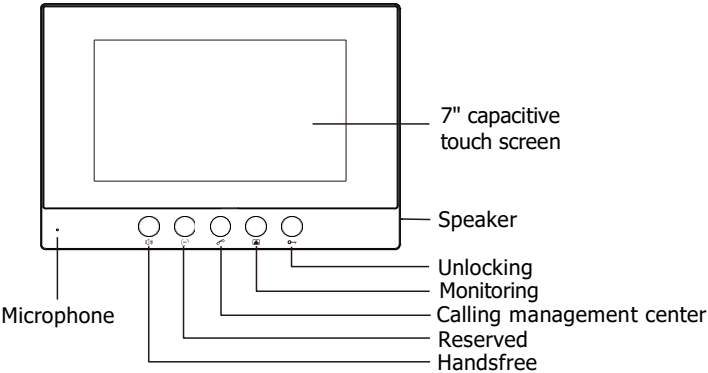 7" capacitive
touch screen
Speaker
Unlocking
Monitoring
Microphone
Calling management center
Reserved
Handsfree